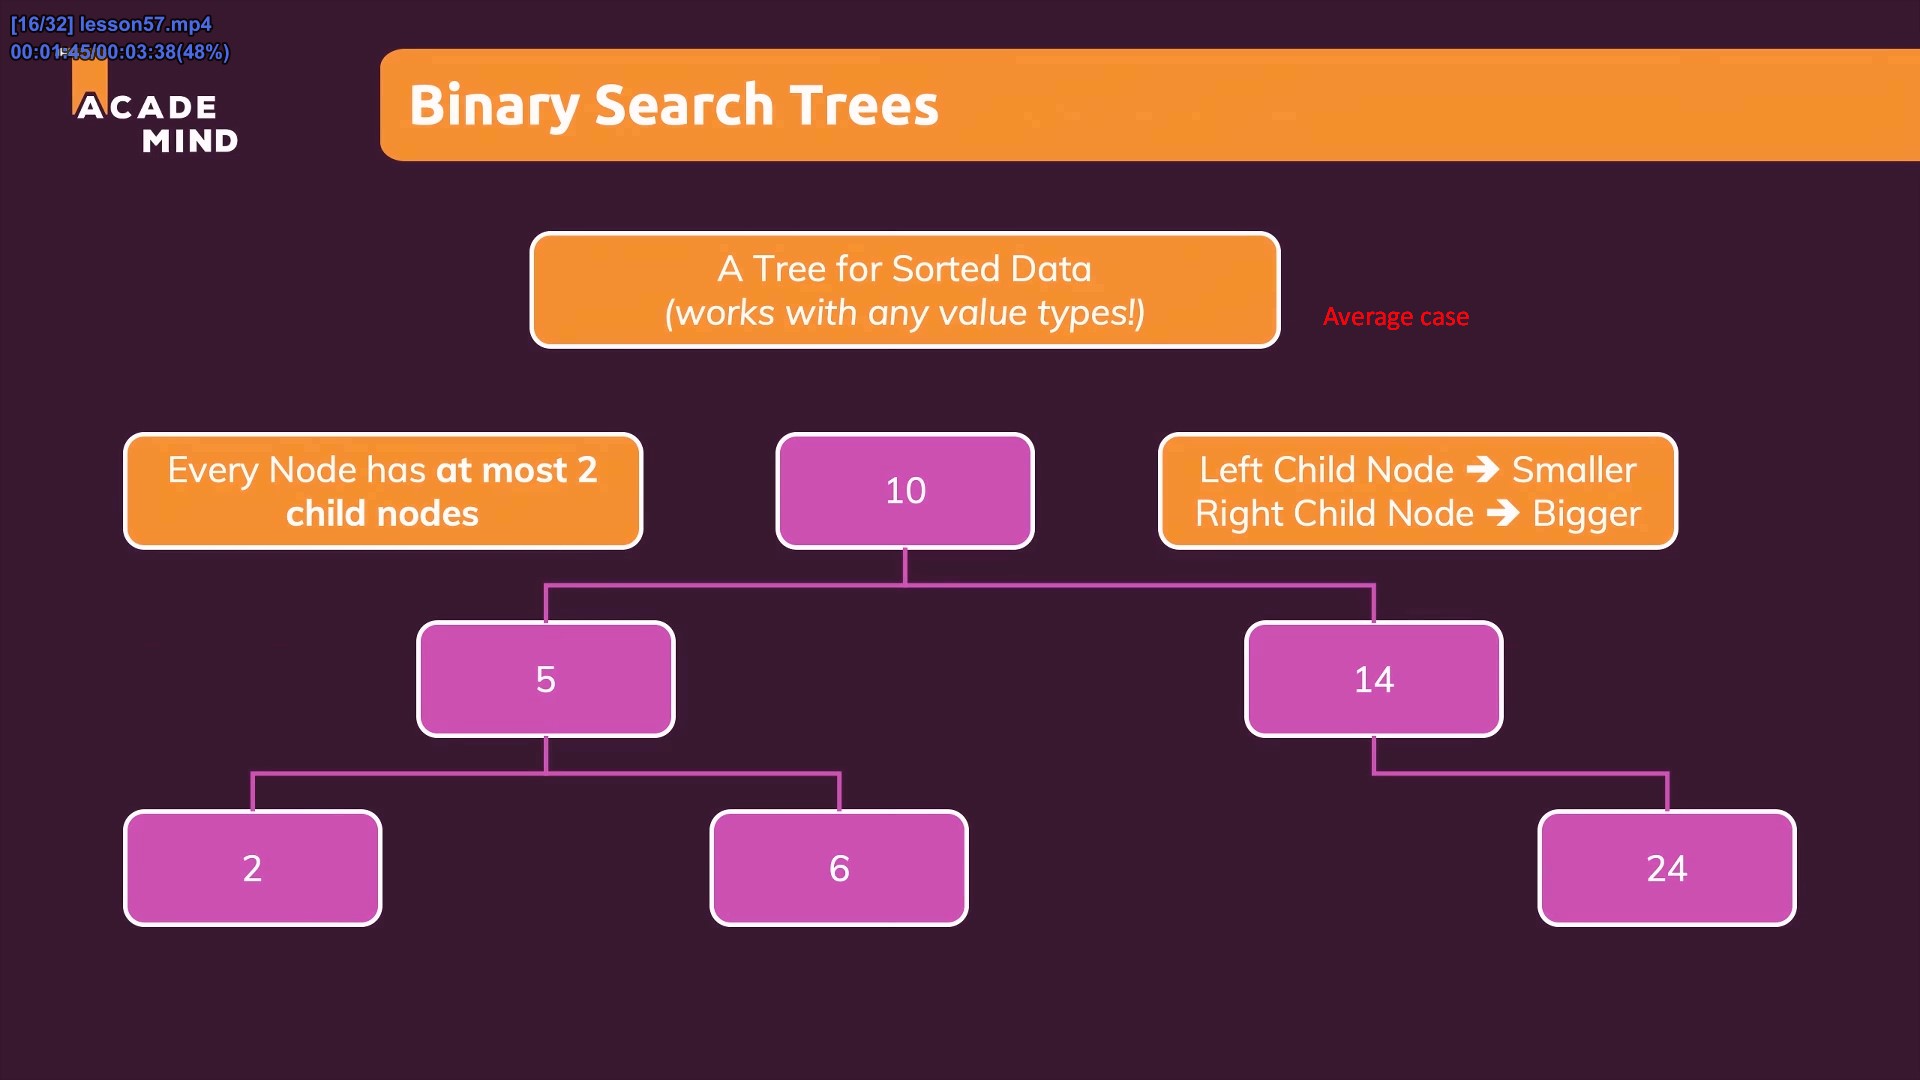 [16/32] lesson57.mp4
00:01:45/00:03:38(48%)
ACADE
MIND
Binary Search Trees
A Tree for Sorted Data
(works with any value types!)
Average case
Every Node has at most 2
child nodes
10
Left Child Node ➔ Smaller
Right Child Node ➔ Bigger
5
14
2
6
24